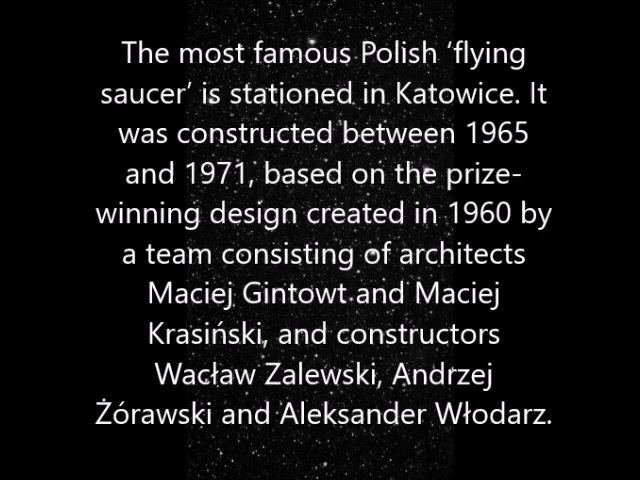 The most famous Polish ‘flying
saucer’ is stationed in Katowice. It
was constructed between 1965
and 1971, based on the prize-
winning design created in 1960 by
a team consisting of architects
Maciej Gintowt and Maciej
Krasiński, and constructors
Wacław Zalewski, Andrzej
Żórawski and Aleksander Włodarz.